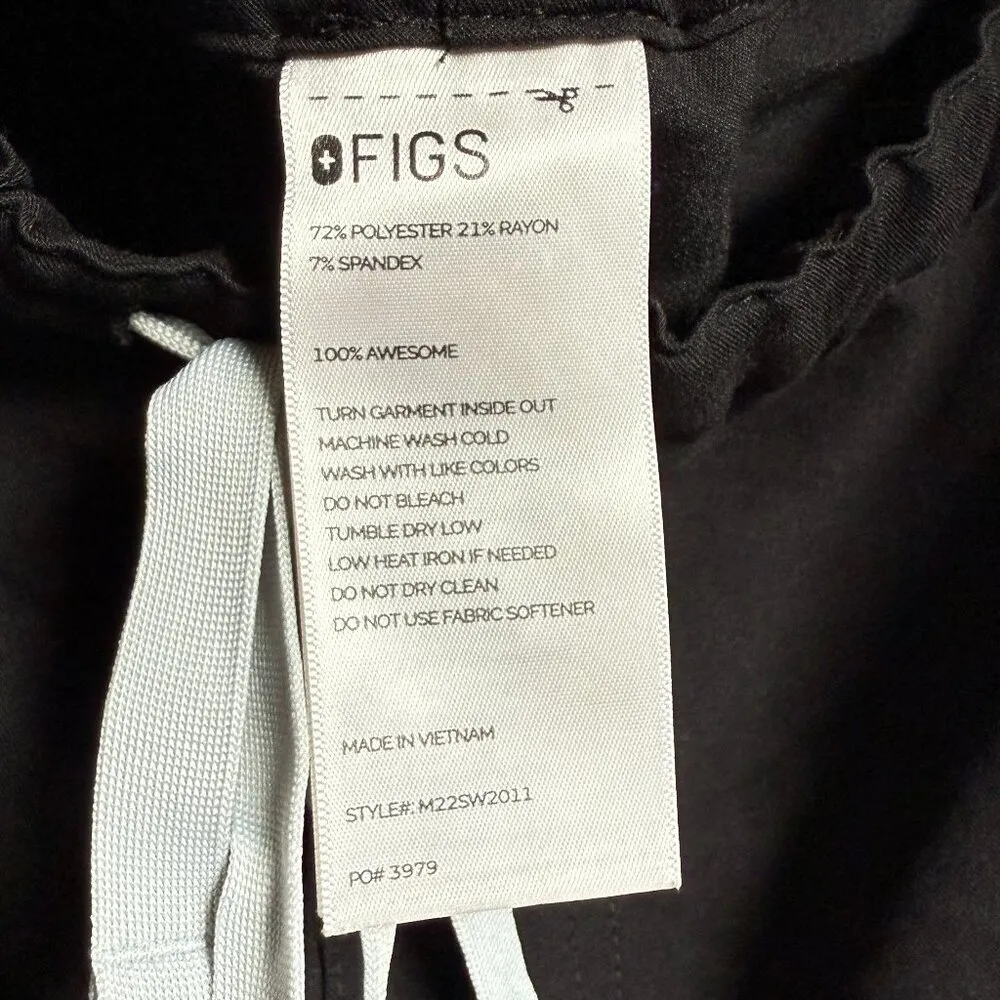 FIGS
72% POLYESTER 21% RAYON
7% SPANDEX
100% AWESOME
TURN GARMENT INSIDE OUT
MACHINE WASH COLD
WASH WITH LIKE COLORS
DO NOT BLEACH
TUMBLE DRY LOW
LOW HEAT IRON IF NEEDED
DO NOT DRY CLEAN
DO NOT USE FABRIC SOFTENER
MADE IN VIETNAM
STYLE#: M22SW2011
PO# 3979